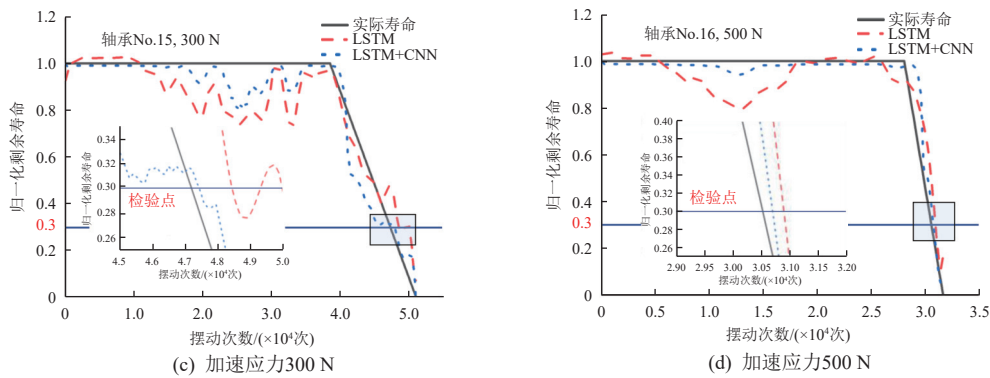 1.2
1.0
0.8
0.6
0.4
0.3
0.2
0
归一化剩余寿命
轴承No.15, 300 N
实际寿命
LSTM
LSTM+CNN
0.34
0.32
0.30
0.28
0.26
归一化剩余寿命
检验点
4.5 4.6 4.7 4.8 4.9 5.0
摆动次数/(×10⁴次)
0 1.0 2.0 3.0 4.0 5.0
摆动次数/(×10⁴次)
(c) 加速应力300 N
1.2
1.0
0.8
0.6
0.4
0.3
0.2
0
归一化剩余寿命
轴承No.16, 500 N
实际寿命
LSTM
LSTM+CNN
0.40
0.38
0.36
0.34
0.32
0.30
0.28
0.26
归一化剩余寿命
检验点
2.90 2.95 3.00 3.05 3.10 3.15 3.20
摆动次数/(×10⁴次)
0 0.5 1.0 1.5 2.0 2.5 3.0 3.5
摆动次数/(×10⁴次)
(d) 加速应力500 N